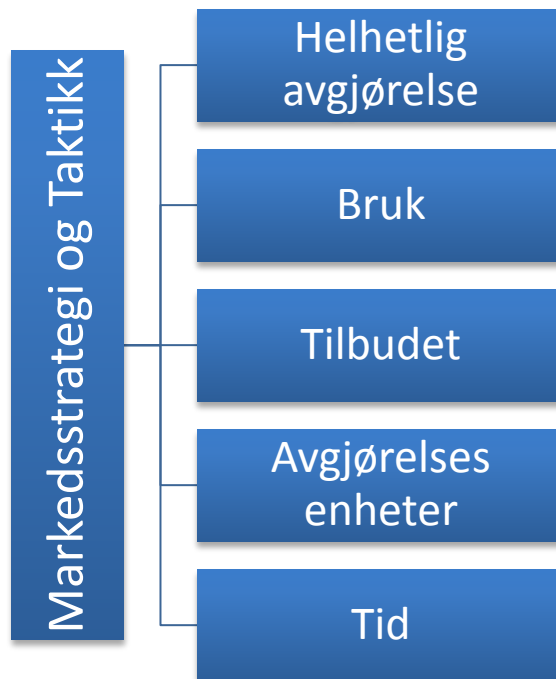 Markedsstrategi og Taktikk
Helhetlig
avgjørelse
Bruk
Tilbudet
Avgjørelses
enheter
Tid